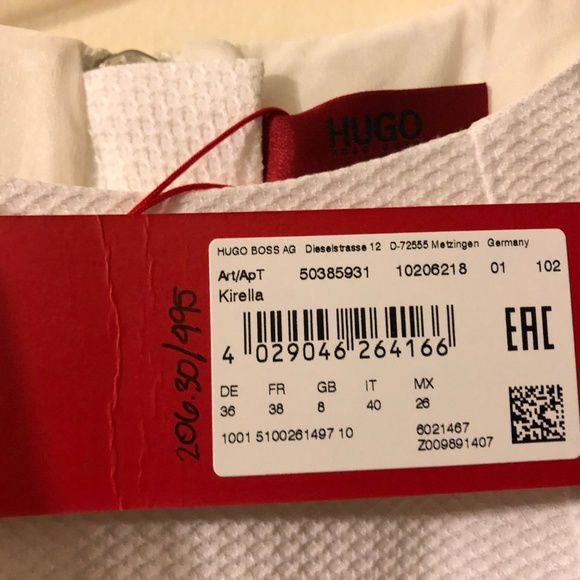 HUGO
HUGO BOSS AG Dieselstrasse 12 D-72555 Metzingen Germany
Art/ApT 50385931 10206218 01 102
Kirella
4 029046 264166
EAC
DE FR GB IT MX
36 38 8 40 26
1001 5100261497 10 6021467
Z009891407
206.30/995